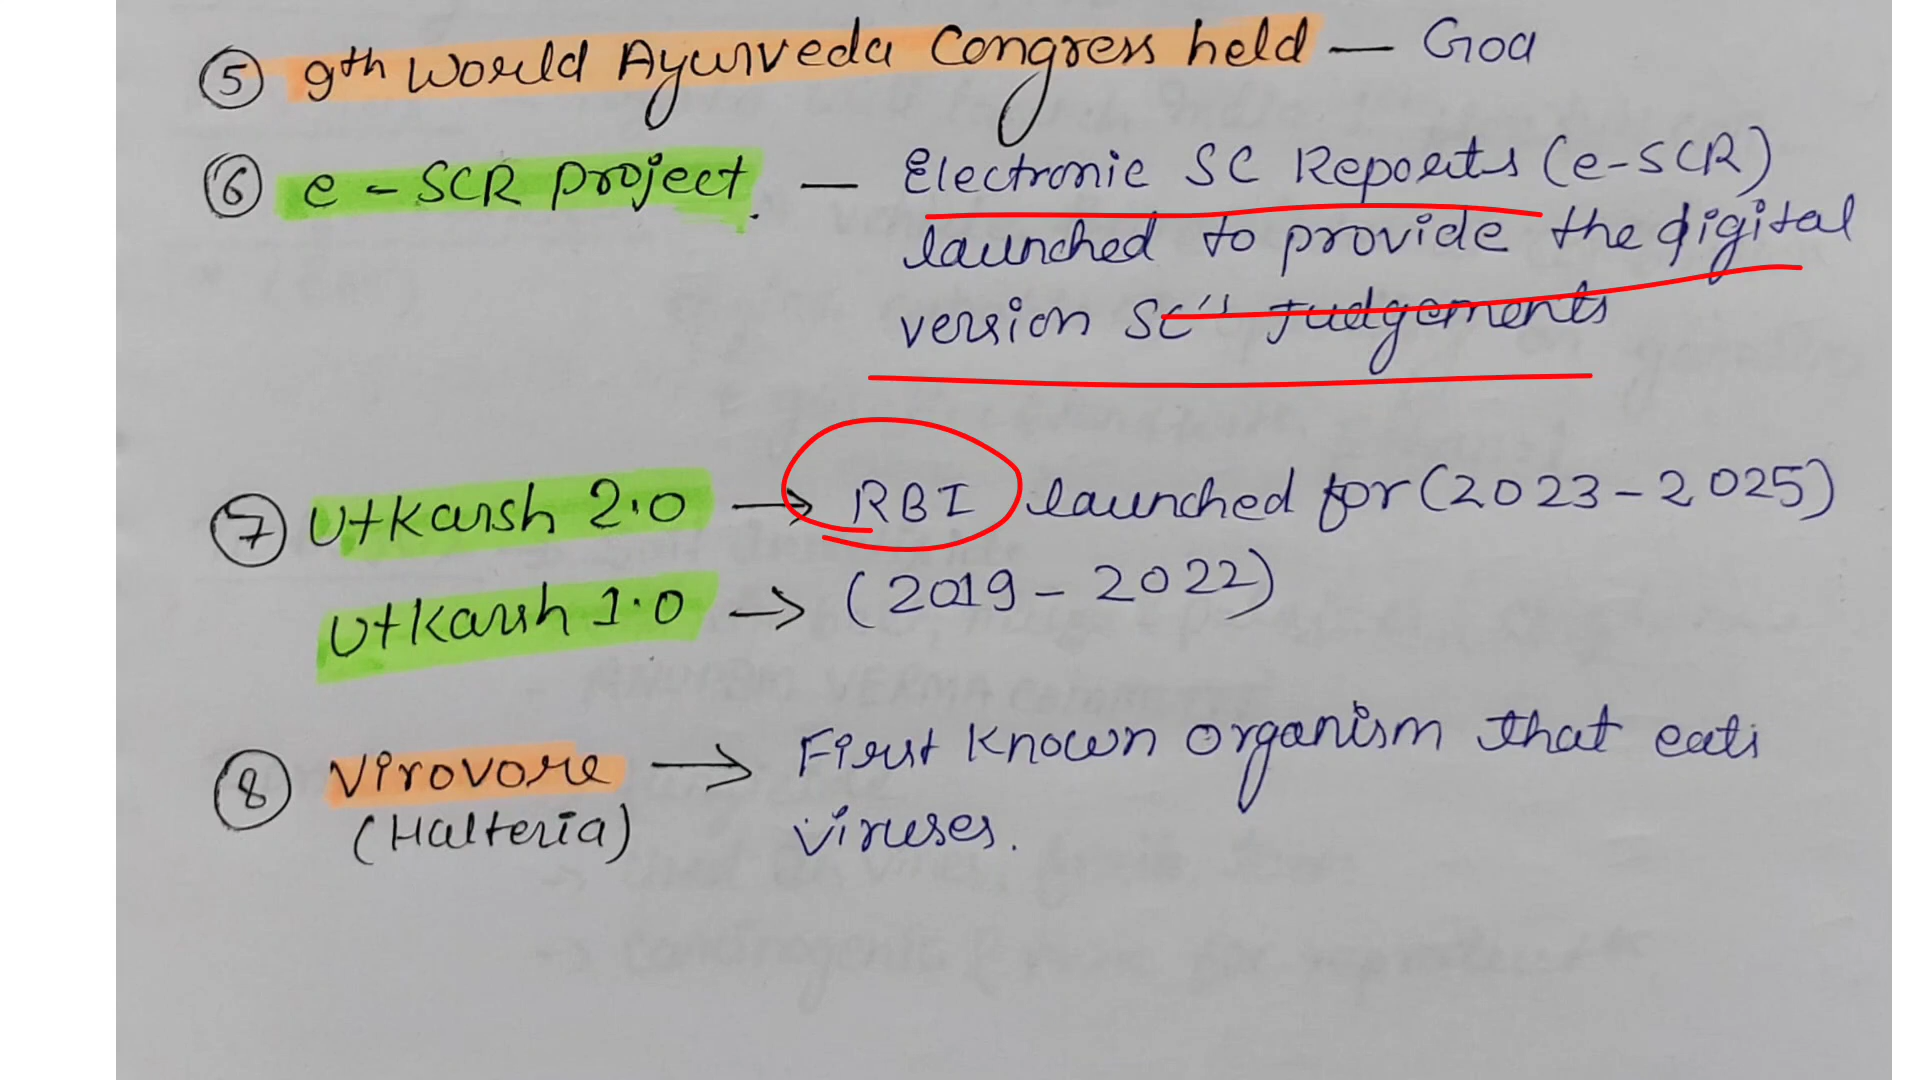 5 9th World Ayurveda Congress held — Goa
6 e - SCR project. — Electronic SC Reports (e-SCR)
launched to provide the digital
version SC's Judgements
7 Utkarsh 2.0 → RBI launched for (2023-2025)
Utkarsh 1.0 → (2019-2022)
8 Virovore → First known organism that eats
(Halteria) viruses.